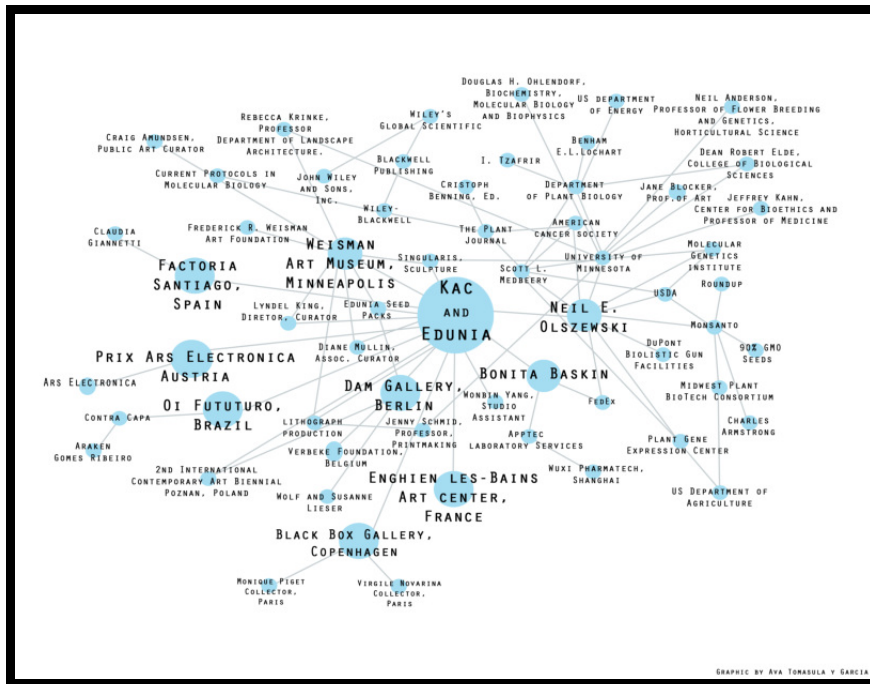 Douglas H. Ohlendorf,
Biochemistry,
Molecular Biology
and Biophysics
US Department
of Energy
Neil Anderson,
Professor of Flower Breeding
and Genetics,
Horticultural Science
Rebecca Krinke,
Professor
Department of Landscape
Architecture.
Wiley's
Global Scientific
Craig Amundsen,
Public Art Curator
Benham
E.L.Lochart
Dean Robert Elde,
College of Biological
Sciences
Blackwell
Publishing
I. Tzafrir
Current Protocols in
Molecular Biology
John Wiley
and Sons,
Inc.
Cristoph
Benning, Ed.
Department
of Plant Biology
Jane Blocker,
Prof.of Art
Jeffrey Kahn,
Center for Bioethics and
Professor of Medicine
Wiley-
Blackwell
Claudia
Giannetti
Frederick R. Weisman
Art Foundation
The Plant
Journal
American
cancer society
Weisman
Art Museum,
Minneapolis
Singularis,
Sculpture
Scott L.
Medbeery
University of
Minnesota
Molecular
Genetics
institute
Factoria
Santiago,
Spain
Kac
and
Edunia
Roundup
USDA
Lyndel King,
Diretor, Curator
Edunia Seed
Packs
Neil E.
Olszewski
Monsanto
Diane Mullin,
Assoc. Curator
DuPont
Biolistic Gun
Facilities
90% GMO
Seeds
Prix Ars Electronica
Austria
Bonita Baskin
Ars Electronica
Dam Gallery,
Berlin
Wonbin Yang,
Studio
Assistant
FedEx
Midwest Plant
BioTech Consortium
Oi Fututuro,
Brazil
Contra Capa
Lithograph
production
Jenny Schmid,
Professor,
Printmaking
Charles
Armstrong
Apptec
laboratory Services
Plant Gene
Expression Center
Araken
Gomes Ribeiro
Verbeke Foundation,
Belgium
2nd International
Contemporary Art Biennial
Poznan, Poland
Enghien les-Bains
Art center,
France
Wuxi Pharmatech,
Shanghai
Wolf and Susanne
Lieser
US Department of
Agriculture
Black Box Gallery,
Copenhagen
Monique Piget
Collector,
Paris
Virgile Novarina
Collector,
Paris
Graphic by Ava Tomasula y Garcia